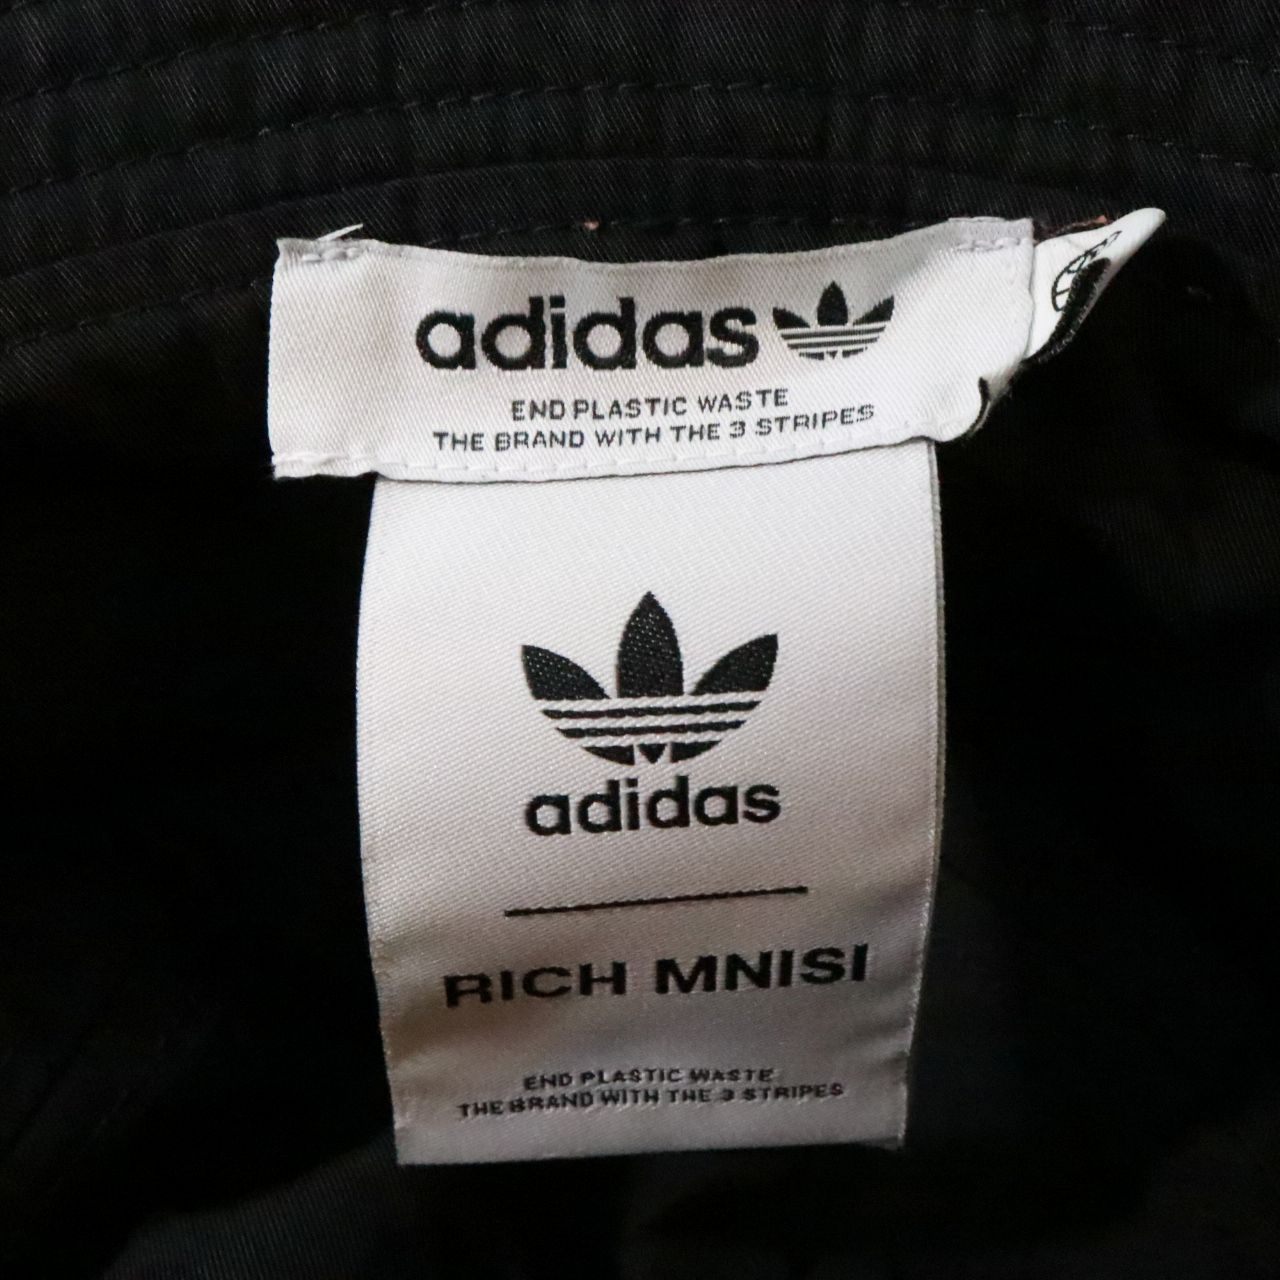 adidas
END PLASTIC WASTE
THE BRAND WITH THE 3 STRIPES
adidas
RICH MNISI
END PLASTIC WASTE
THE BRAND WITH THE 3 STRIPES